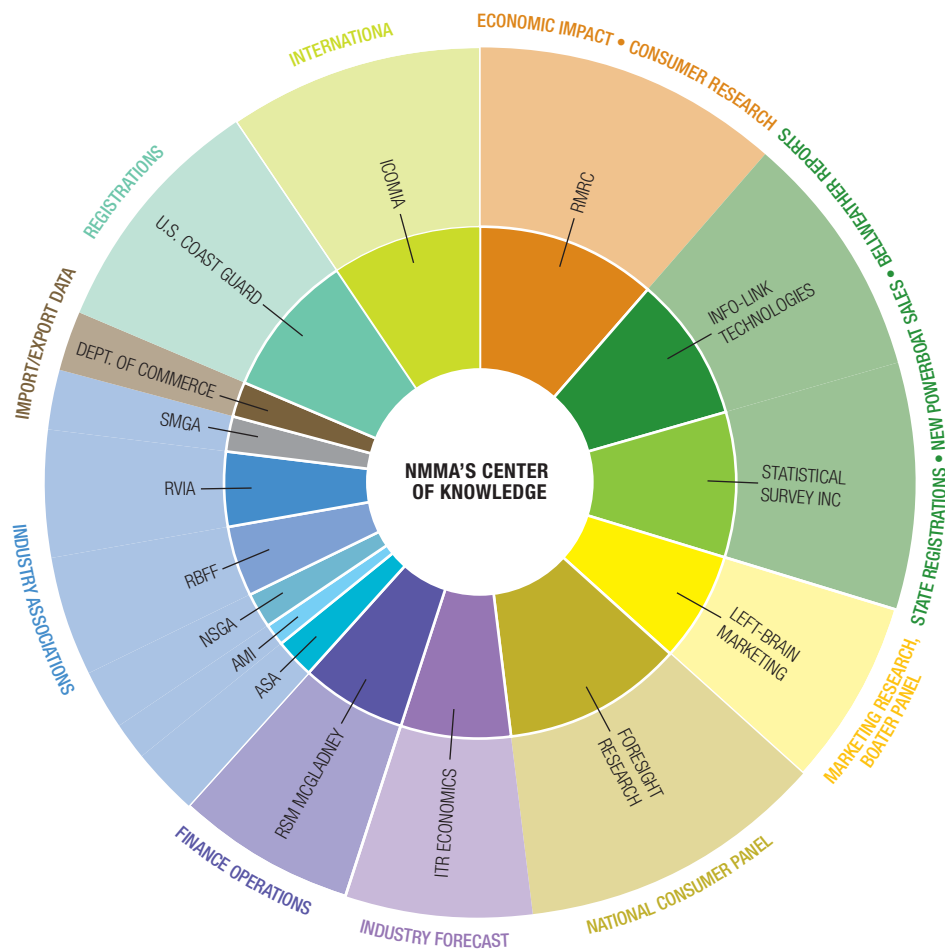 INTERNATIONA
ECONOMIC IMPACT • CONSUMER RESEARCH
STATE REGISTRATIONS • NEW POWERBOAT SALES • BELLWEATHER REPORTS
MARKETING RESEARCH,
BOATER PANEL
NATIONAL CONSUMER PANEL
INDUSTRY FORECAST
FINANCE OPERATIONS
INDUSTRY ASSOCIATIONS
IMPORT/EXPORT DATA
REGISTRATIONS
ICOMIA
RMRC
INFO-LINK
TECHNOLOGIES
STATISTICAL
SURVEY INC
LEFT-BRAIN
MARKETING
FORESIGHT
RESEARCH
ITR ECONOMICS
RSM MCGLADNEY
ASA
AMI
NSGA
RBFF
RVIA
SMGA
DEPT. OF COMMERCE
U.S. COAST GUARD
NMMA'S CENTER
OF KNOWLEDGE